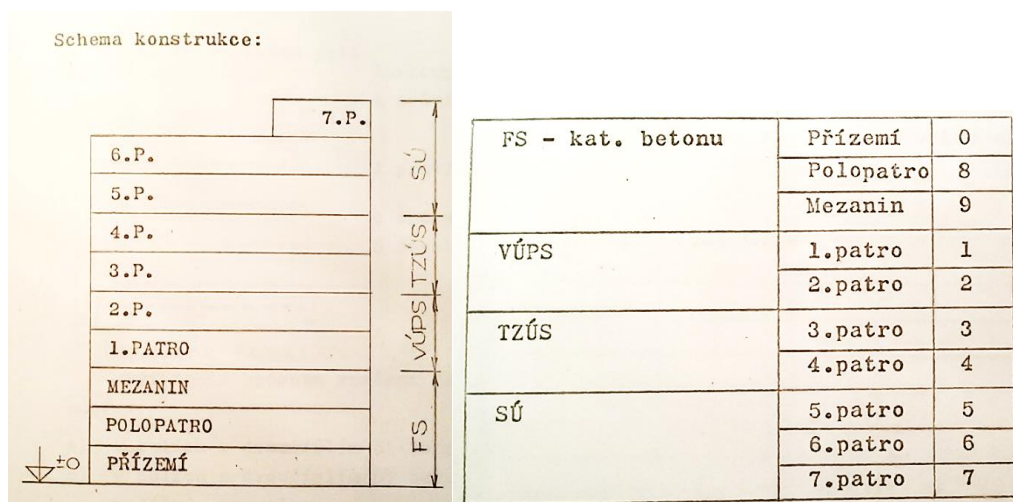 Schema konstrukce:
7.P.
6.P.
5.P.
4.P.
3.P.
2.P.
1.PATRO
MEZANIN
POLOPATRO
PŘÍZEMÍ
±0
SÚ
TZÚS
VÚPS
FS
FS - kat. betonu Přízemí 0
Polopatro 8
Mezanin 9
VÚPS 1.patro 1
2.patro 2
TZÚS 3.patro 3
4.patro 4
SÚ 5.patro 5
6.patro 6
7.patro 7